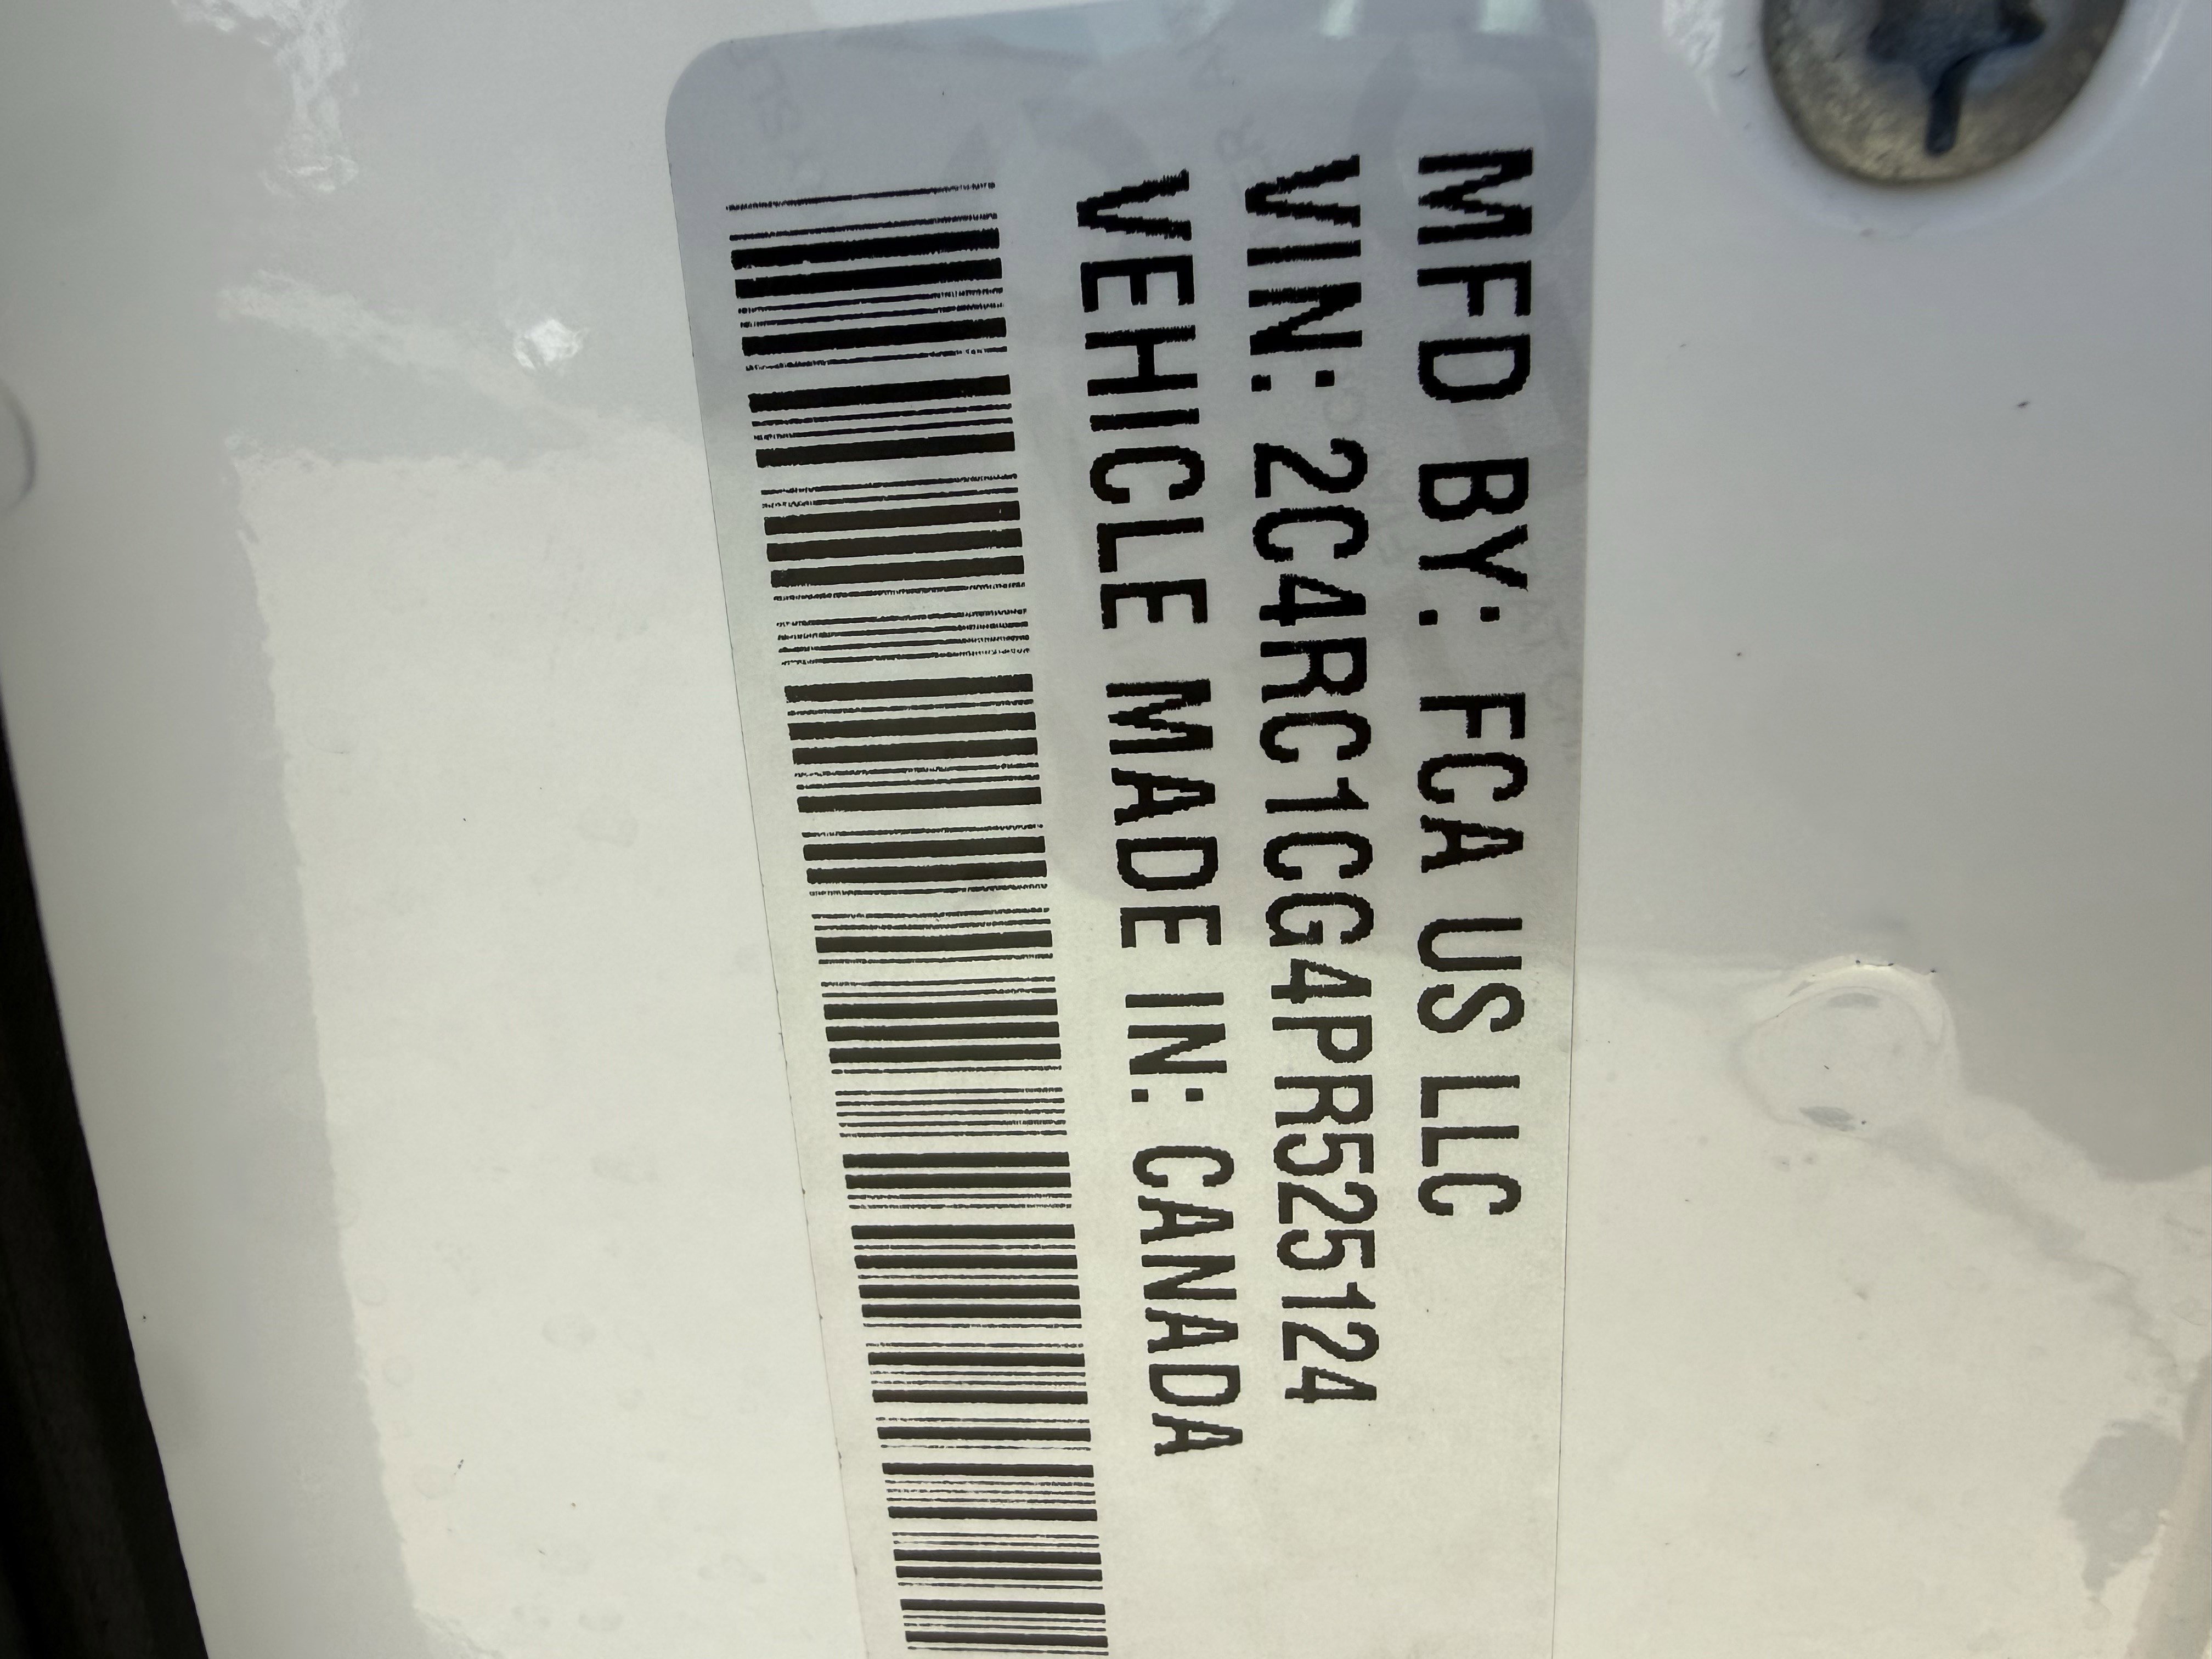 MFD BY: FCA US LLC
VIN: 2C4RC1CG4PR525124
VEHICLE MADE IN: CANADA